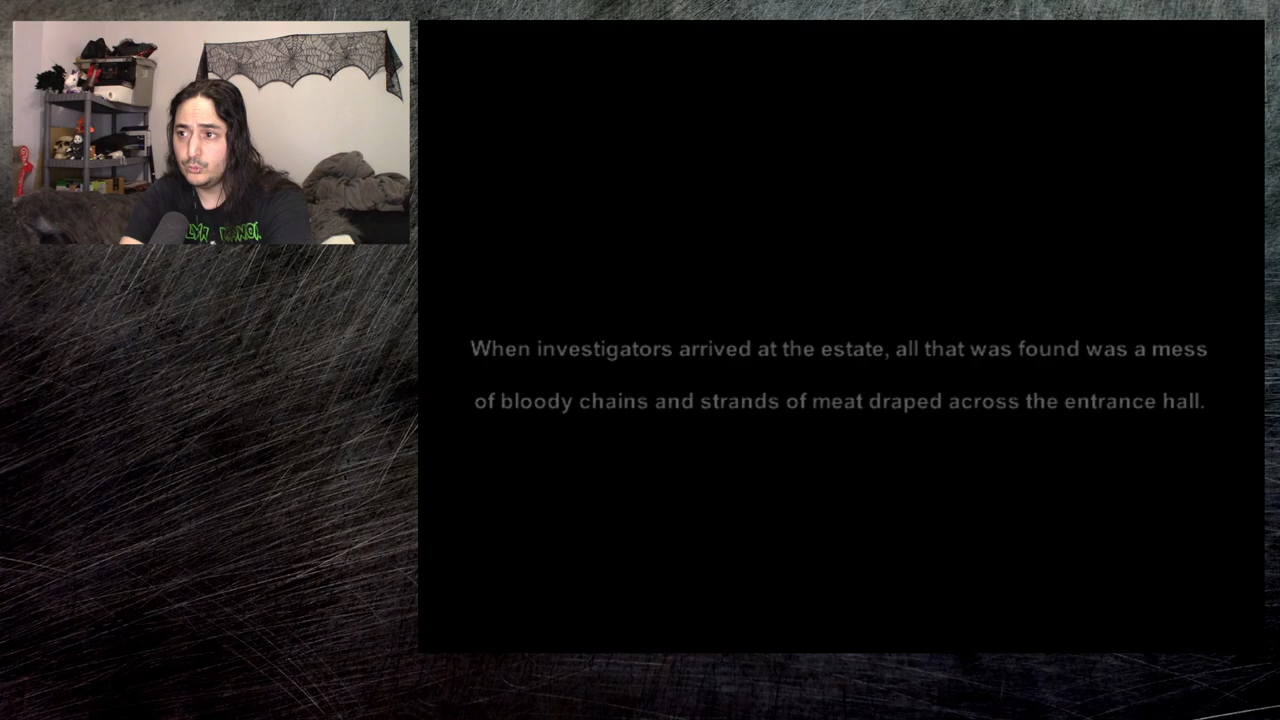 When investigators arrived at the estate, all that was found was a mess
of bloody chains and strands of meat draped across the entrance hall.